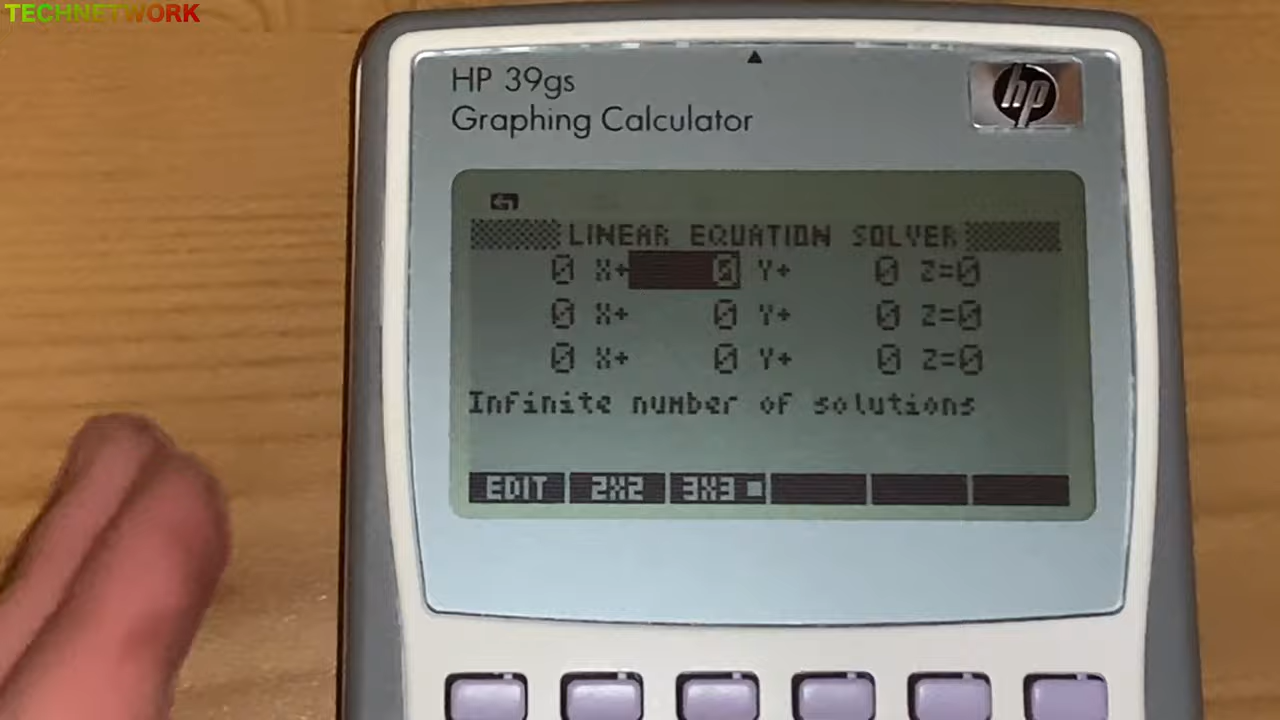 TECHNETWORK
HP 39gs
Graphing Calculator
hp
LINEAR EQUATION SOLVER
0 X+ 0 Y+ 0 Z=0
0 X+ 0 Y+ 0 Z=0
0 X+ 0 Y+ 0 Z=0
Infinite number of solutions
EDIT 2X2 3X3